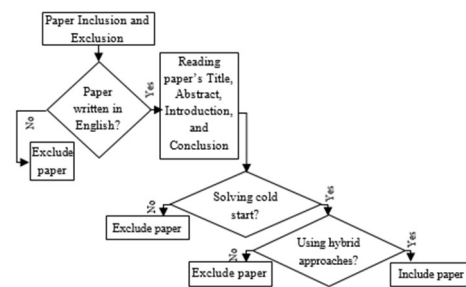 Paper Inclusion and
Exclusion
Paper
written in
English?
Yes
No
Exclude
paper
Reading
paper's Title,
Abstract,
Introduction,
and
Conclusion
Solving cold
start?
No
Yes
Exclude paper
Using hybrid
approaches?
No
Yes
Exclude paper
Include paper